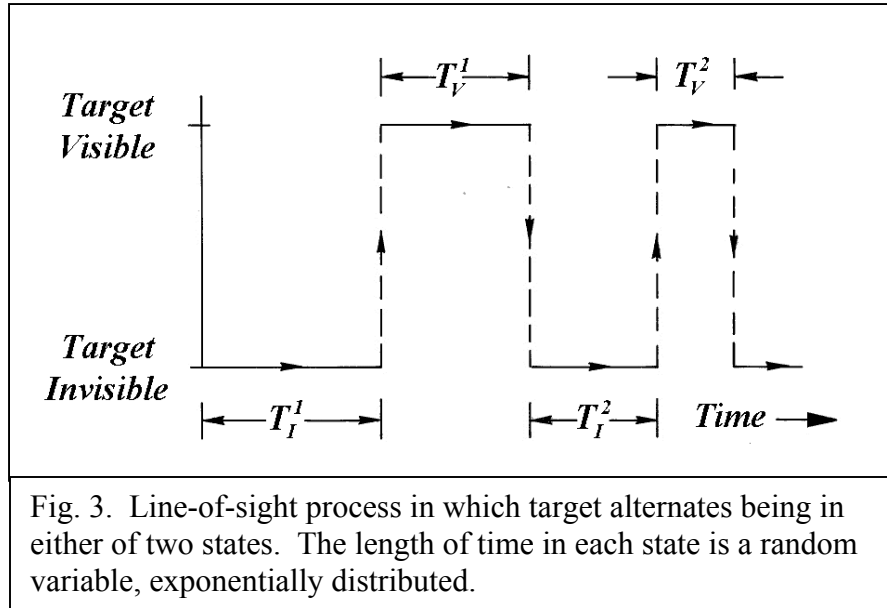 T_V^1
T_V^2
Target
Visible
Target
Invisible
T_I^1
T_I^2
Time
Fig. 3. Line-of-sight process in which target alternates being in
either of two states. The length of time in each state is a random
variable, exponentially distributed.